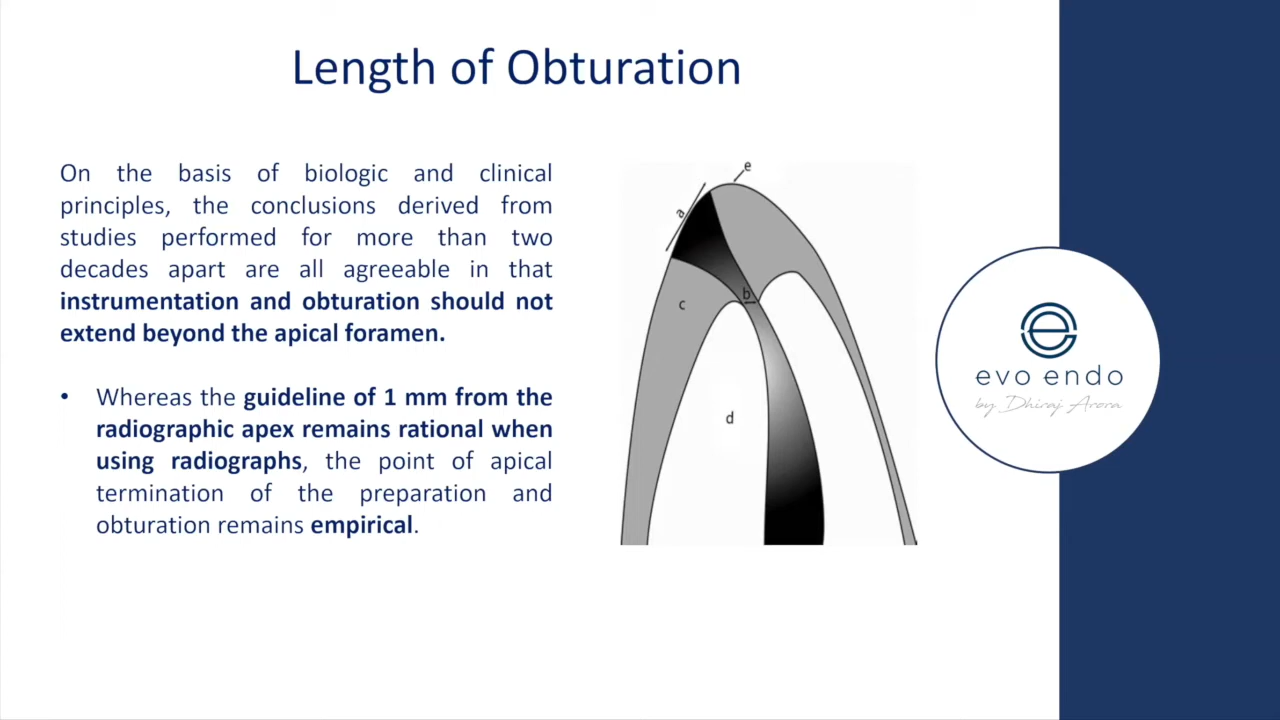 Length of Obturation
On the basis of biologic and clinical
principles, the conclusions derived from
studies performed for more than two
decades apart are all agreeable in that
instrumentation and obturation should not
extend beyond the apical foramen.
• Whereas the guideline of 1 mm from the
radiographic apex remains rational when
using radiographs, the point of apical
termination of the preparation and
obturation remains empirical.
e
a
b
c
d
evo endo
by Dhiraj Arora